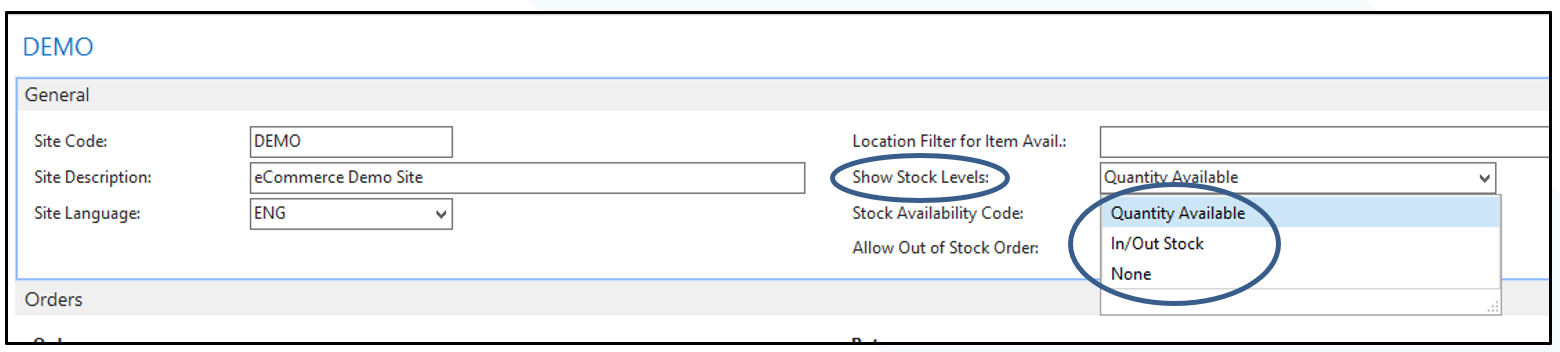 DEMO
General
Site Code: DEMO
Site Description: eCommerce Demo Site
Site Language: ENG
Location Filter for Item Avail.:
Show Stock Levels: Quantity Available
Stock Availability Code: Quantity Available
In/Out Stock
Allow Out of Stock Order:
None
Orders